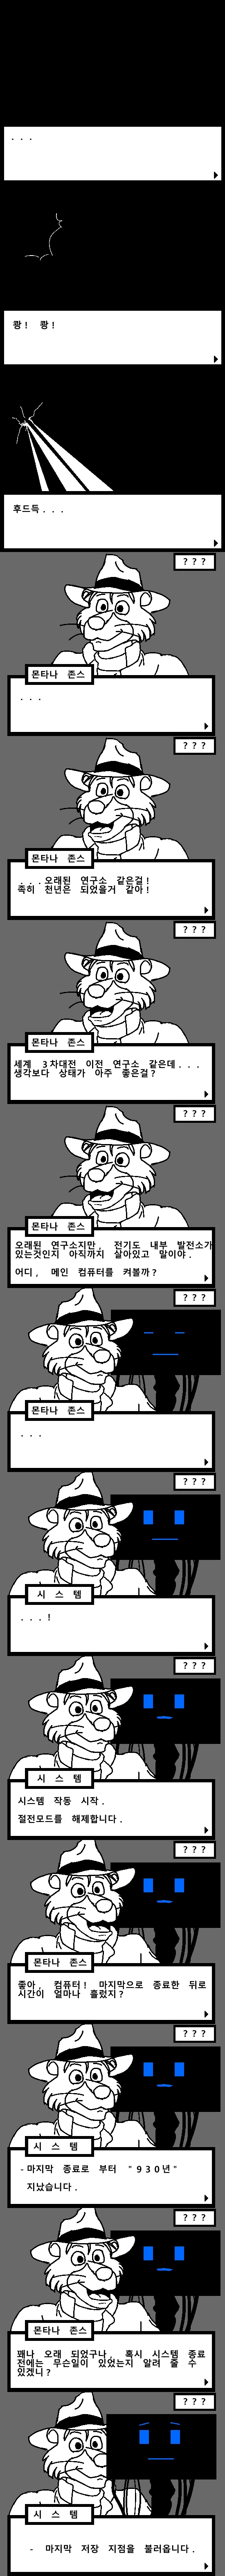 . . .
쾅! 쾅!
후드득...
???
몬타나 존스
. . .
???
몬타나 존스
...오래된 연구소 같은걸!
족히 천년은 되었을거 같아!
???
몬타나 존스
세계 3차대전 이전 연구소 같은데...
생각보다 상태가 아주 좋은걸?
???
몬타나 존스
오래된 연구소지만, 전기도 내부 발전소가
있는것인지 아직까지 살아있고 말이야.
어디, 메인 컴퓨터를 켜볼까?
???
몬타나 존스
. . .
???
시 스 템
. . . !
???
시 스 템
시스템 작동 시작.
절전모드를 해제합니다.
???
몬타나 존스
좋아, 컴퓨터! 마지막으로 종료한 뒤로
시간이 얼마나 흘렀지?
???
시 스 템
-마지막 종료로 부터 "930년"
지났습니다.
???
몬타나 존스
꽤나 오래 되었구나, 혹시 시스템 종료
전에는 무슨일이 있었는지 알려 줄 수
있겠니?
???
시 스 템
- 마지막 저장 지점을 불러옵니다.